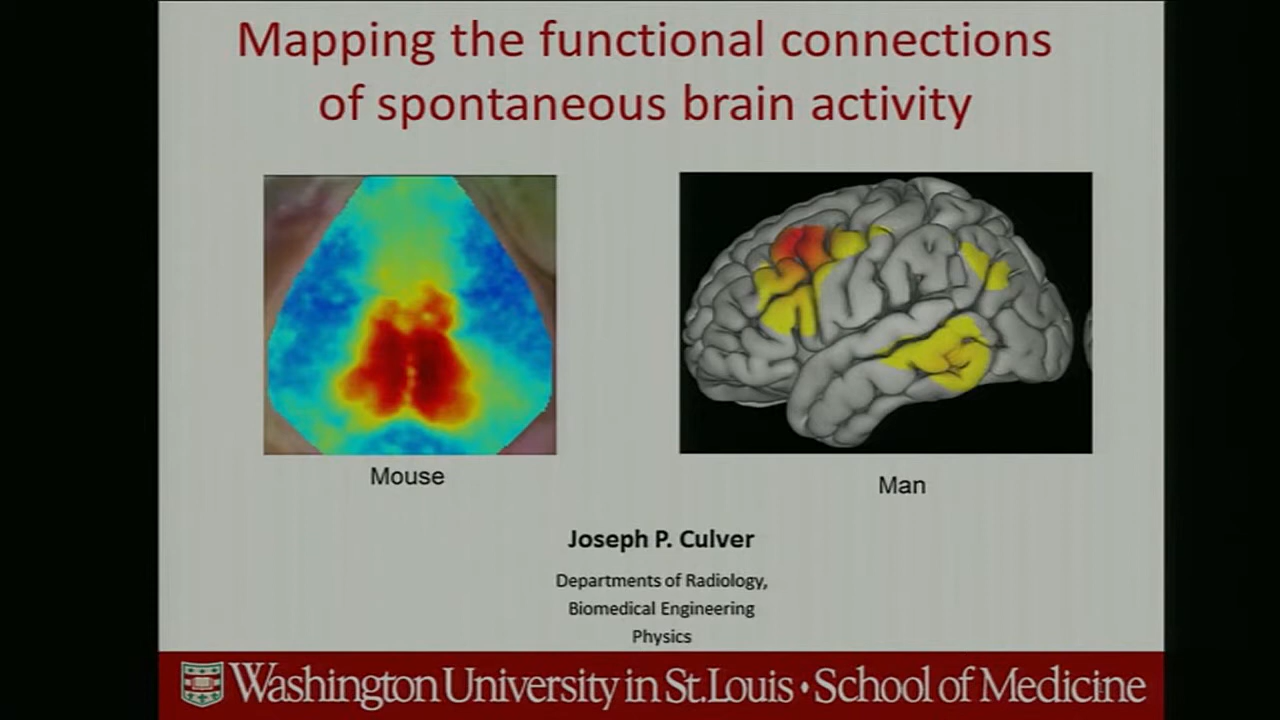 Mapping the functional connections
of spontaneous brain activity
Mouse
Man
Joseph P. Culver
Departments of Radiology,
Biomedical Engineering
Physics
Washington University in St. Louis • School of Medicine